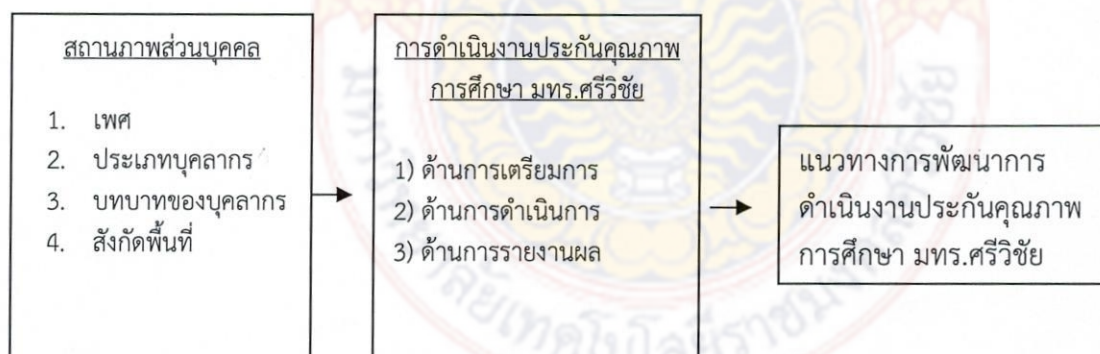 สถานภาพส่วนบุคคล
1. เพศ
2. ประเภทบุคลากร
3. บทบาทของบุคลากร
4. สังกัดพื้นที่
การดำเนินงานประกันคุณภาพ
การศึกษา มทร.ศรีวิชัย
1) ด้านการเตรียมการ
2) ด้านการดำเนินการ
3) ด้านการรายงานผล
แนวทางการพัฒนาการ
ดำเนินงานประกันคุณภาพ
การศึกษา มทร.ศรีวิชัย